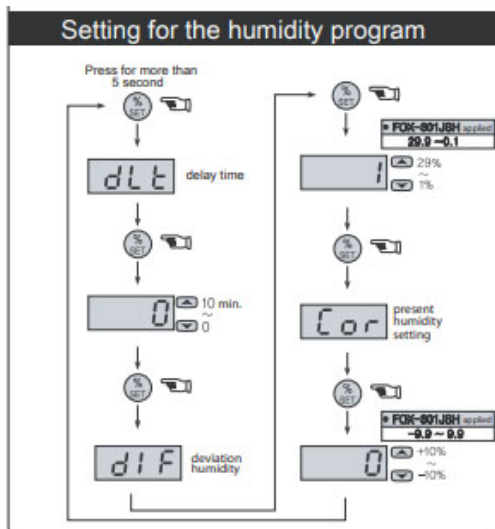 Setting for the humidity program
Press for more than
5 second
%
SET
dLt
delay time
%
SET
0
10 min.
~
0
%
SET
dIF
deviation
humidity
%
SET
● FOX-801JSH applied
29.9 ~0.1
1
29%
~
1%
%
SET
Cor
present
humidity
setting
%
SET
● FOX-801JSH applied
-9.9 ~ 9.9
0
+10%
~
-10%